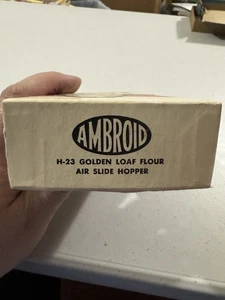 AMBROID
H-23 GOLDEN LOAF FLOUR
AIR SLIDE HOPPER